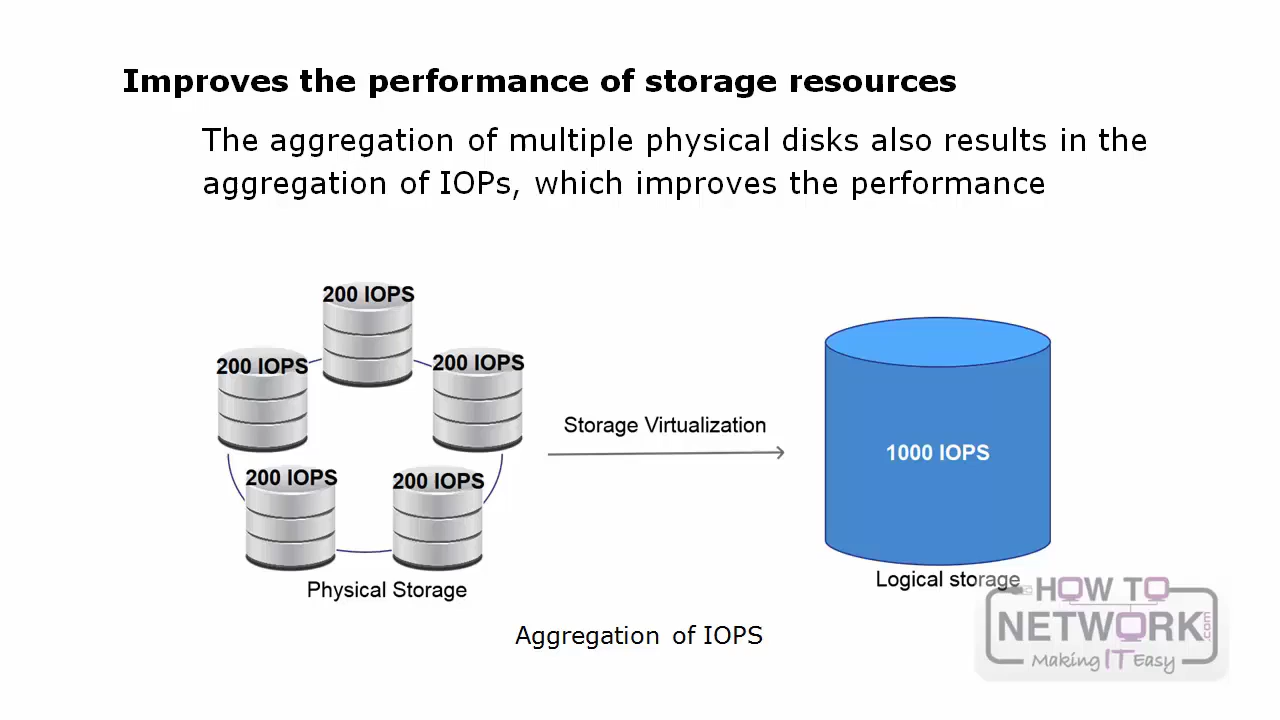 Improves the performance of storage resources
The aggregation of multiple physical disks also results in the
aggregation of IOPs, which improves the performance
200 IOPS
200 IOPS
200 IOPS
200 IOPS
200 IOPS
Storage Virtualization
1000 IOPS
Physical Storage
Logical storage
Aggregation of IOPS
HOW TO
NETWORK.com
Making IT Easy